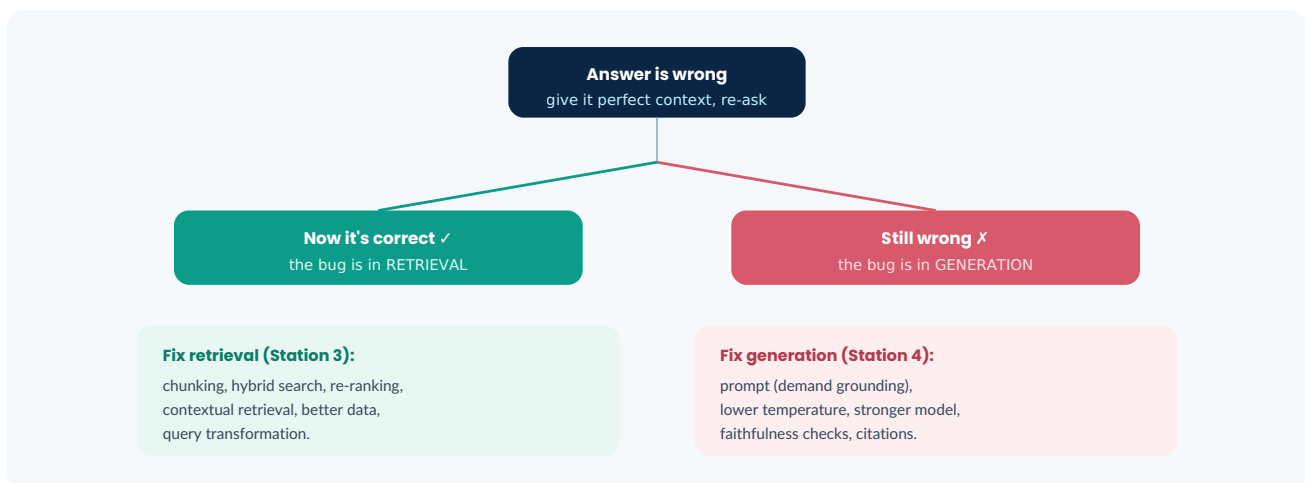 Answer is wrong
give it perfect context, re-ask
Now it's correct ✓
the bug is in RETRIEVAL
Still wrong ✗
the bug is in GENERATION
Fix retrieval (Station 3):
chunking, hybrid search, re-ranking,
contextual retrieval, better data,
query transformation.
Fix generation (Station 4):
prompt (demand grounding),
lower temperature, stronger model,
faithfulness checks, citations.